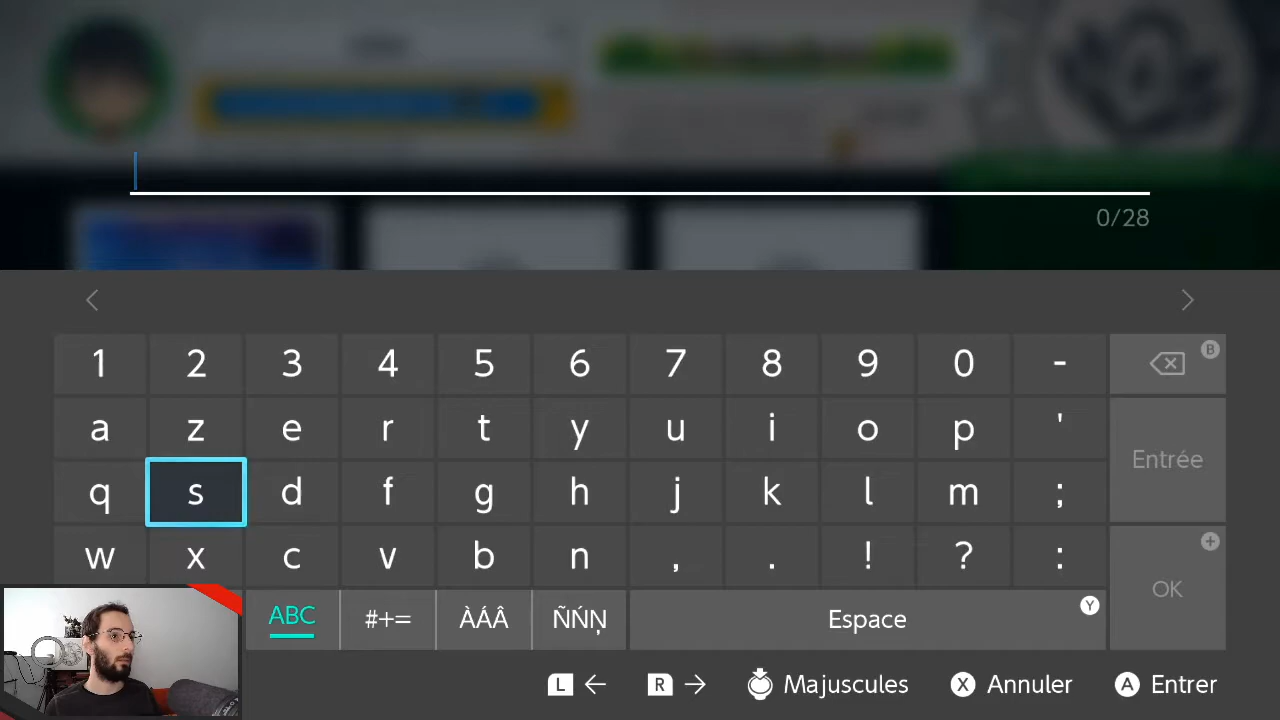 0/28
1 2 3 4 5 6 7 8 9 0 - B
a z e r t y u i o p ' Entrée
q s d f g h j k l m ;
w x c v b n , . ! ? : + OK
ABC #+= ÀÁÂ ÑŃŅ Espace Y
L ← R → Majuscules X Annuler A Entrer